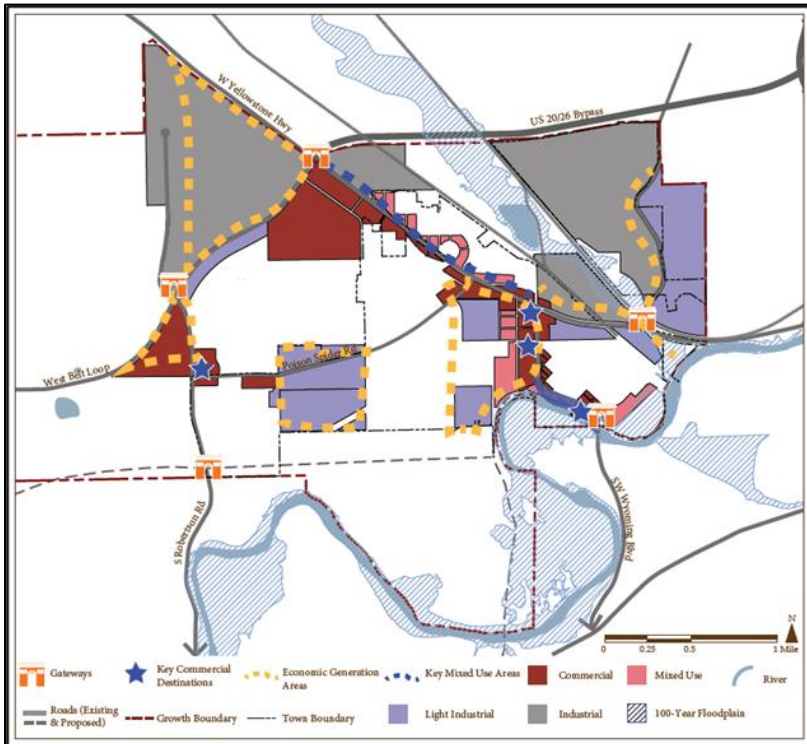 W Yellowstone Hwy
US 20/26 Bypass
Poison Spider Rd
West Belt Loop
S Robertson Rd
SW Wyoming Blvd
N
0 0.25 0.5 1 Mile
Gateways
Key Commercial
Destinations
Economic Generation
Areas
Key Mixed Use Areas
Commercial
Mixed Use
River
Roads (Existing
& Proposed)
Growth Boundary
Town Boundary
Light Industrial
Industrial
100-Year Floodplain